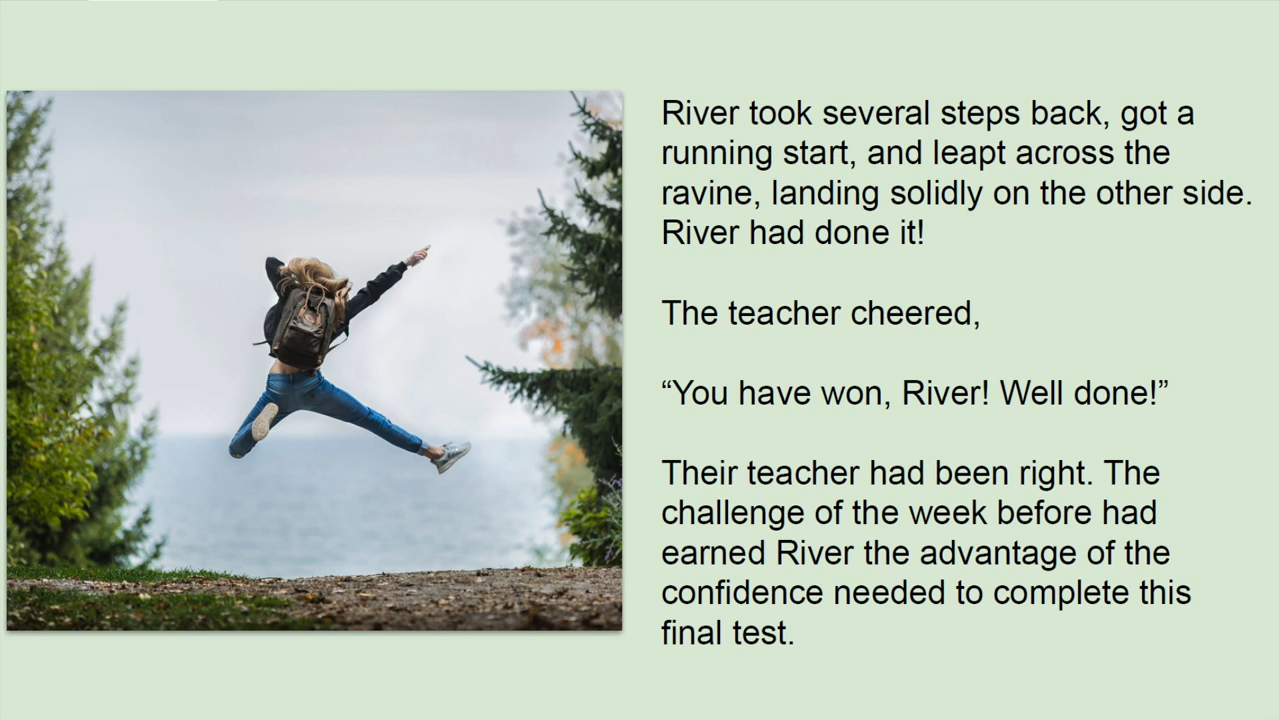 River took several steps back, got a
running start, and leapt across the
ravine, landing solidly on the other side.
River had done it!
The teacher cheered,
“You have won, River! Well done!”
Their teacher had been right. The
challenge of the week before had
earned River the advantage of the
confidence needed to complete this
final test.